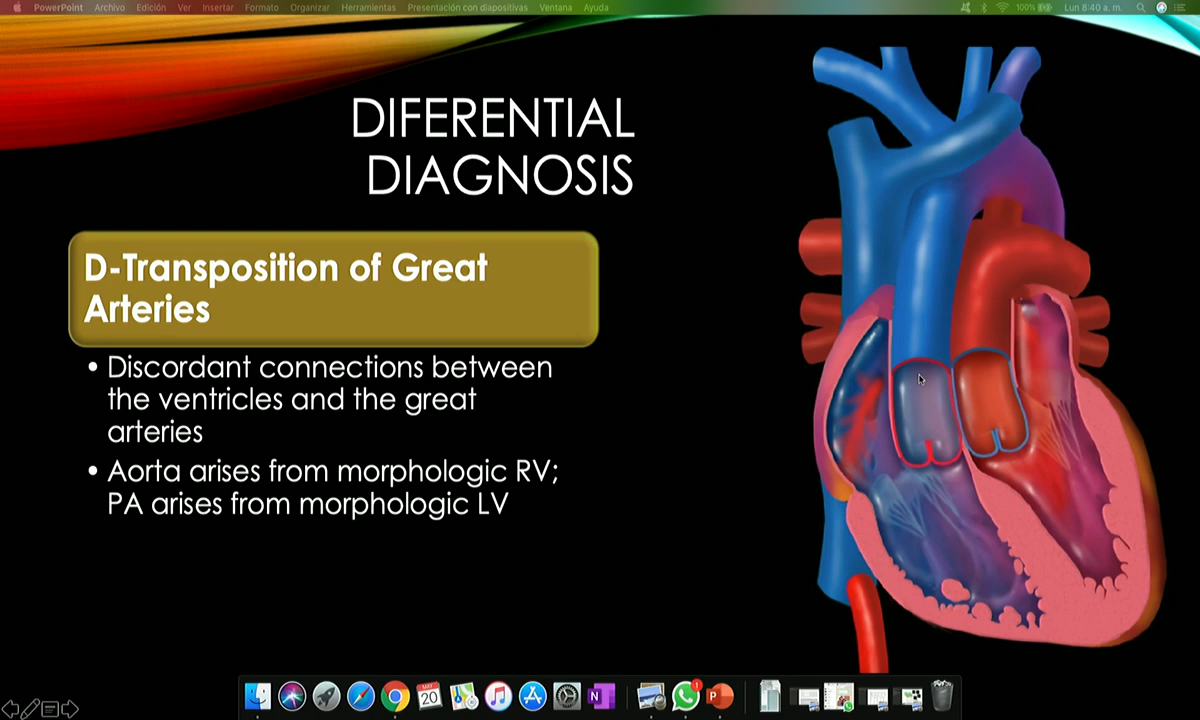 PowerPoint Archivo Edición Ver Insertar Formato Organizar Herramientas Presentación con diapositivas Ventana Ayuda 100% Lun 8:40 a. m.
DIFERENTIAL
DIAGNOSIS
D-Transposition of Great
Arteries
• Discordant connections between
the ventricles and the great
arteries
• Aorta arises from morphologic RV;
PA arises from morphologic LV
MAY
20
1
N
P